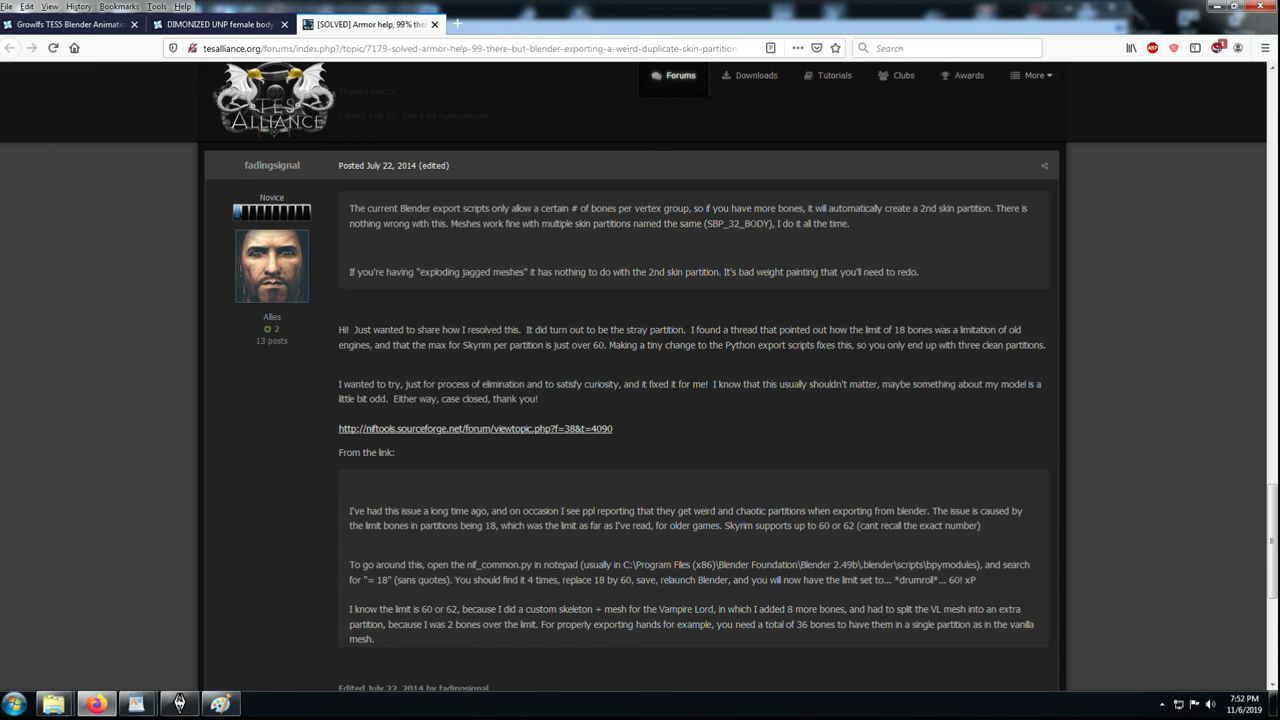 File Edit View History Bookmarks Tools Help
Growlfs TES5 Blender Animatio
DIMONIZED UNP female body
[SOLVED] Armor help, 99% the
tesalliance.org/forums/index.php?/topic/7179-solved-armor-help-99-there-but-blender-exporting-a-weird-duplicate-skin-partition
Search
ABP
1
TES
ALLIANCE
Forums
Downloads
Tutorials
Clubs
Awards
More
Thanks much!
Edited July 21, 2014 by fadingsignal
fadingsignal
Posted July 22, 2014 (edited)
Novice
Allies
2
13 posts
The current Blender export scripts only allow a certain # of bones per vertex group, so if you have more bones, it will automatically create a 2nd skin partition. There is
nothing wrong with this. Meshes work fine with multiple skin partitions named the same (SBP_32_BODY), I do it all the time.
If you're having "exploding jagged meshes" it has nothing to do with the 2nd skin partition. It's bad weight painting that you'll need to redo.
Hi! Just wanted to share how I resolved this. It did turn out to be the stray partition. I found a thread that pointed out how the limit of 18 bones was a limitation of old
engines, and that the max for Skyrim per partition is just over 60. Making a tiny change to the Python export scripts fixes this, so you only end up with three clean partitions.
I wanted to try, just for process of elimination and to satisfy curiosity, and it fixed it for me! I know that this usually shouldn't matter, maybe something about my model is a
little bit odd. Either way, case closed, thank you!
http://niftools.sourceforge.net/forum/viewtopic.php?f=38&t=4090
From the link:
I've had this issue a long time ago, and on occasion I see ppl reporting that they get weird and chaotic partitions when exporting from blender. The issue is caused by
the limit bones in partitions being 18, which was the limit as far as I've read, for older games. Skyrim supports up to 60 or 62 (cant recall the exact number)
To go around this, open the nif_common.py in notepad (usually in C:\Program Files (x86)\Blender Foundation\Blender 2.49b\.blender\scripts\bpymodules), and search
for "= 18" (sans quotes). You should find it 4 times, replace 18 by 60, save, relaunch Blender, and you will now have the limit set to... *drumroll*... 60! xP
I know the limit is 60 or 62, because I did a custom skeleton + mesh for the Vampire Lord, in which I added 8 more bones, and had to split the VL mesh into an extra
partition, because I was 2 bones over the limit. For properly exporting hands for example, you need a total of 36 bones to have them in a single partition as in the vanilla
mesh.
Edited July 22, 2014 by fadingsignal
7:52 PM
11/6/2019